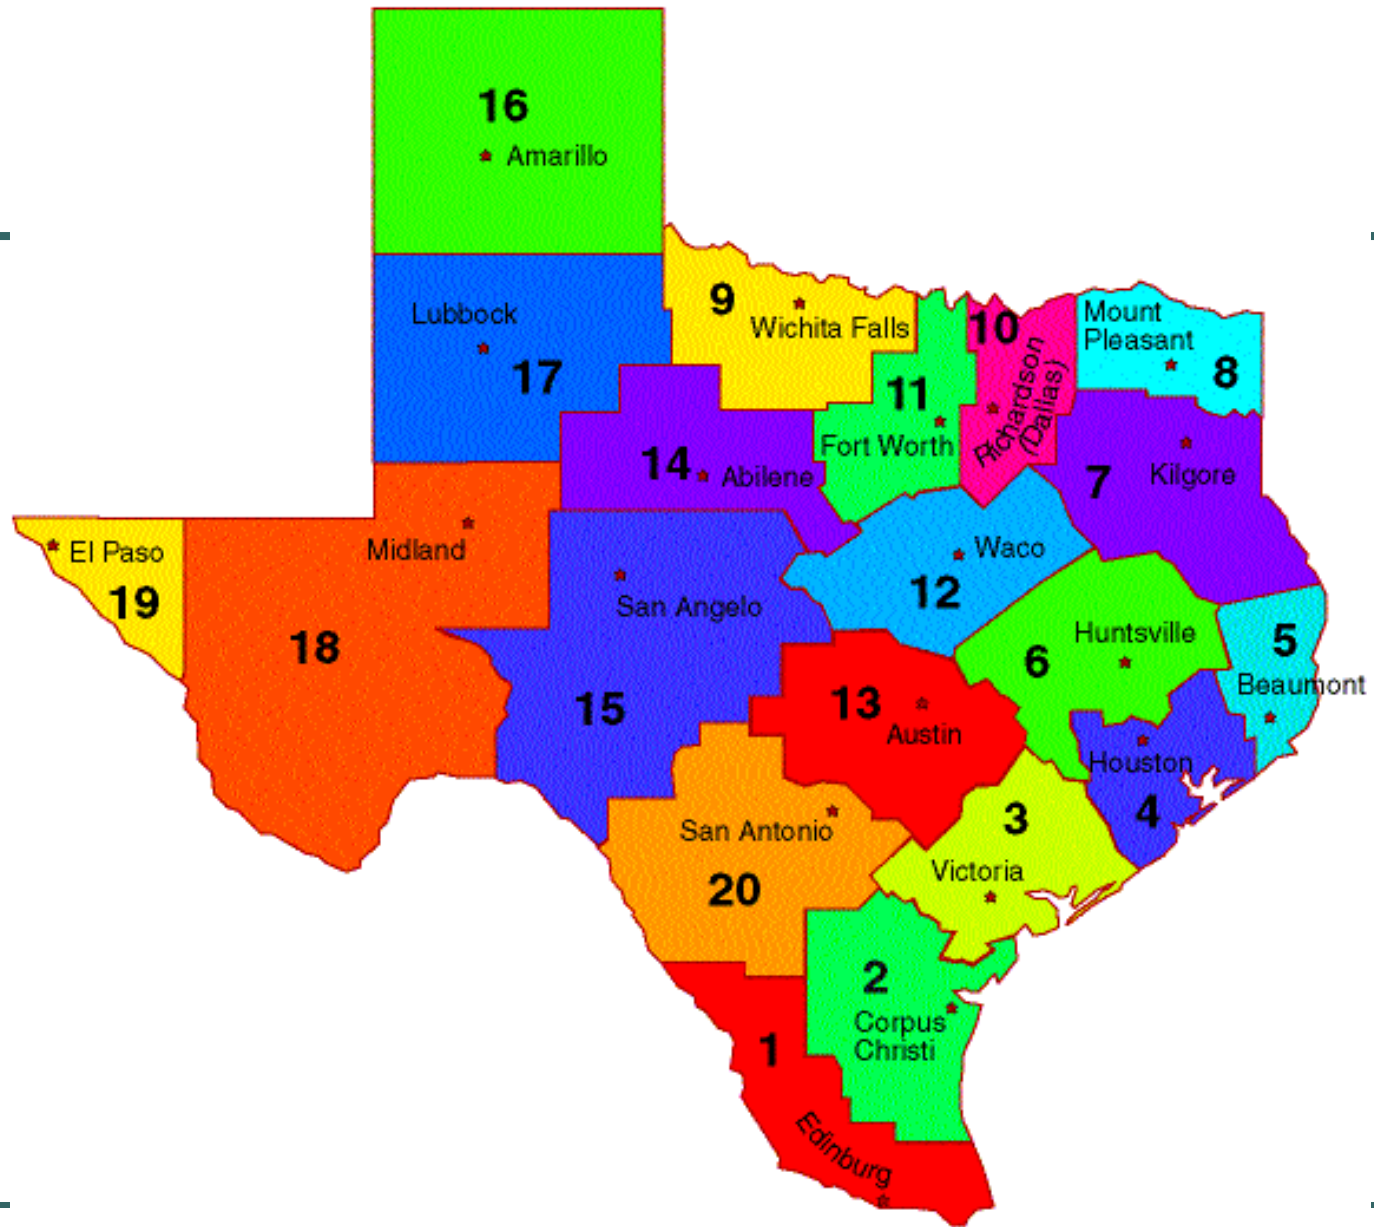 16
Amarillo
Lubbock
17
9
Wichita Falls
10
Richardson
(Dallas)
Mount
Pleasant
8
11
Fort Worth
14
Abilene
7
Kilgore
El Paso
19
Midland
18
San Angelo
15
Waco
12
Huntsville
6
5
Beaumont
13
Austin
Houston
4
3
Victoria
San Antonio
20
2
Corpus
Christi
1
Edinburg